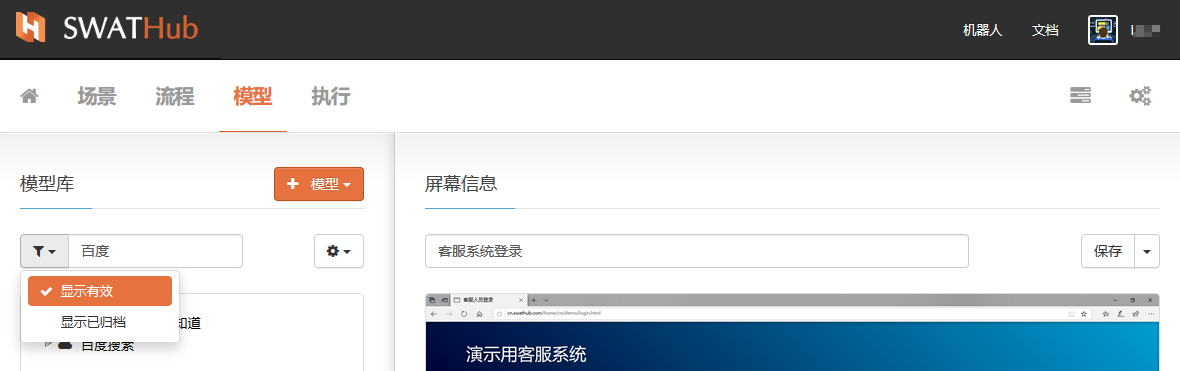 SWATHub
机器人 文档
场景 流程 模型 执行
模型库
模型
屏幕信息
百度
客服系统登录
保存
显示有效
显示已归档
知道
百度搜索
客服人员登录
cn.swathub.com/home/cn/demo/login.html
演示用客服系统